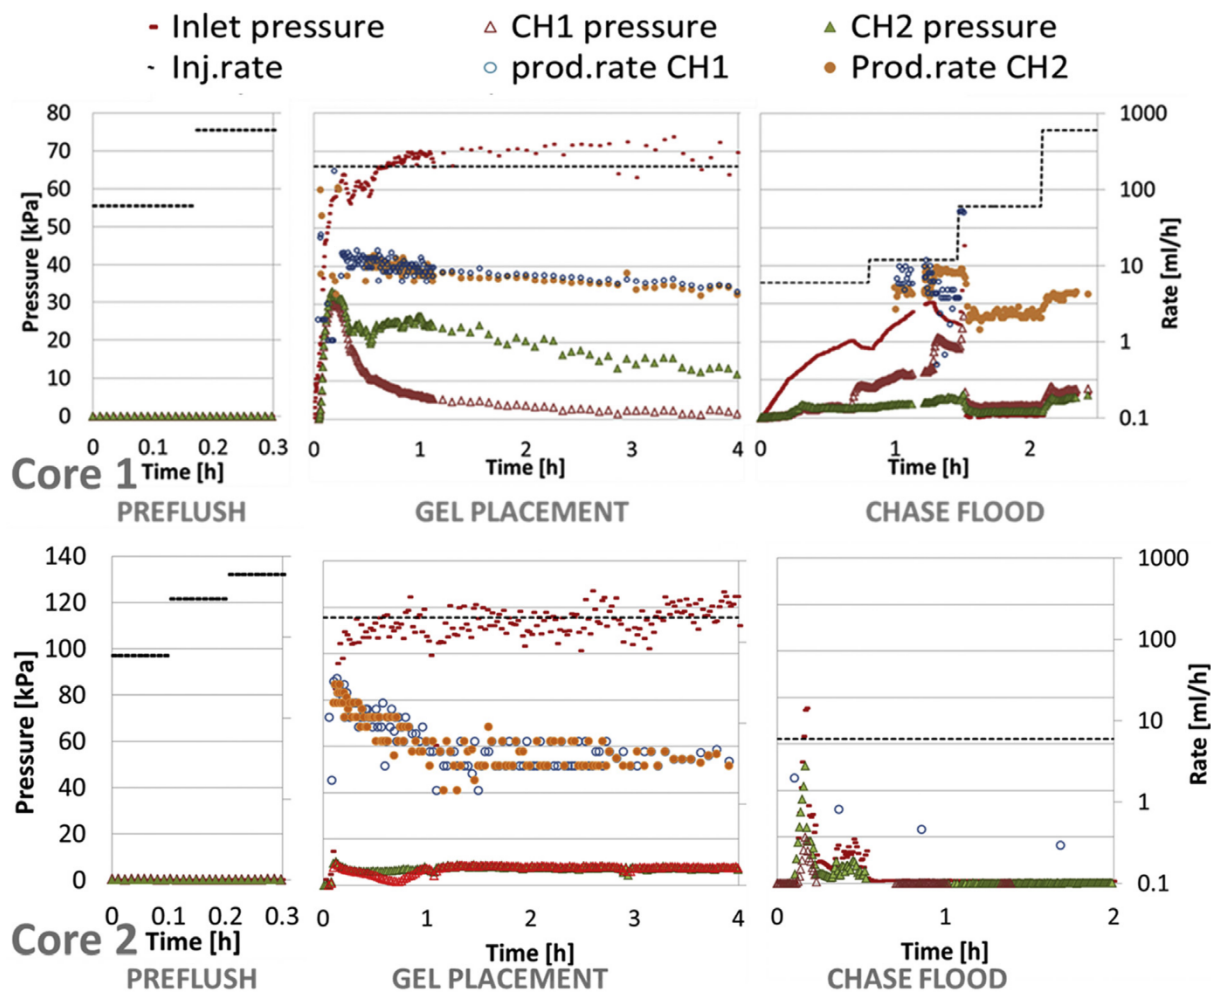 Inlet pressure CH1 pressure CH2 pressure
Inj.rate prod.rate CH1 Prod.rate CH2
80 1000
70
60 100
50
40 10
30
20 1
10
0 0.1
Pressure [kPa]
Rate [ml/h]
0 0.1 0.2 0.3 0 1 2 3 4 1 2
Core 1 Time [h] Time [h] Time [h]
PREFLUSH GEL PLACEMENT CHASE FLOOD
140 1000
120
100 100
80
60 10
40 1
20
0 0.1
Pressure [kPa]
Rate [ml/h]
0 0.1 0.2 0.3 0 1 2 3 4 0 1 2
Core 2 Time [h] Time [h] Time [h]
PREFLUSH GEL PLACEMENT CHASE FLOOD